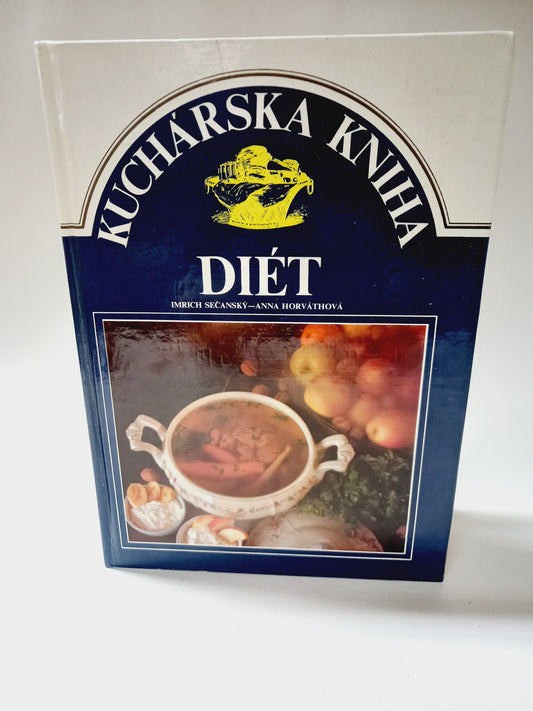 KUCHÁRSKA KNIHA
DIÉT
IMRICH SEČANSKÝ—ANNA HORVÁTHOVÁ